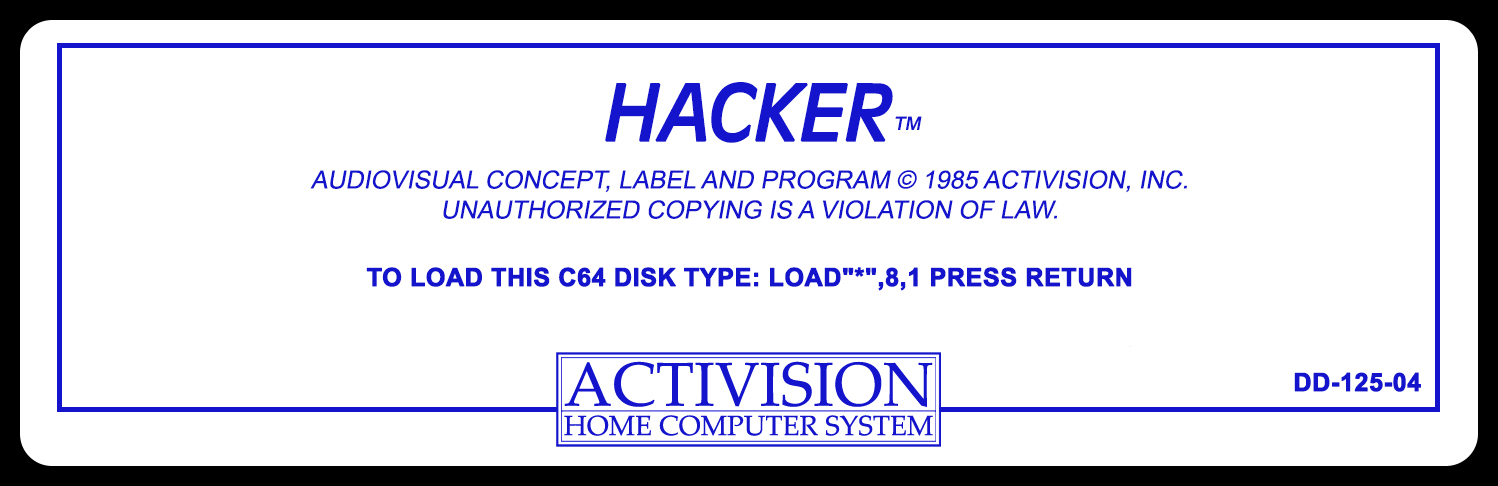 HACKER™
AUDIOVISUAL CONCEPT, LABEL AND PROGRAM © 1985 ACTIVISION, INC.
UNAUTHORIZED COPYING IS A VIOLATION OF LAW.
TO LOAD THIS C64 DISK TYPE: LOAD"*",8,1 PRESS RETURN
DD-125-04
ACTIVISION
HOME COMPUTER SYSTEM